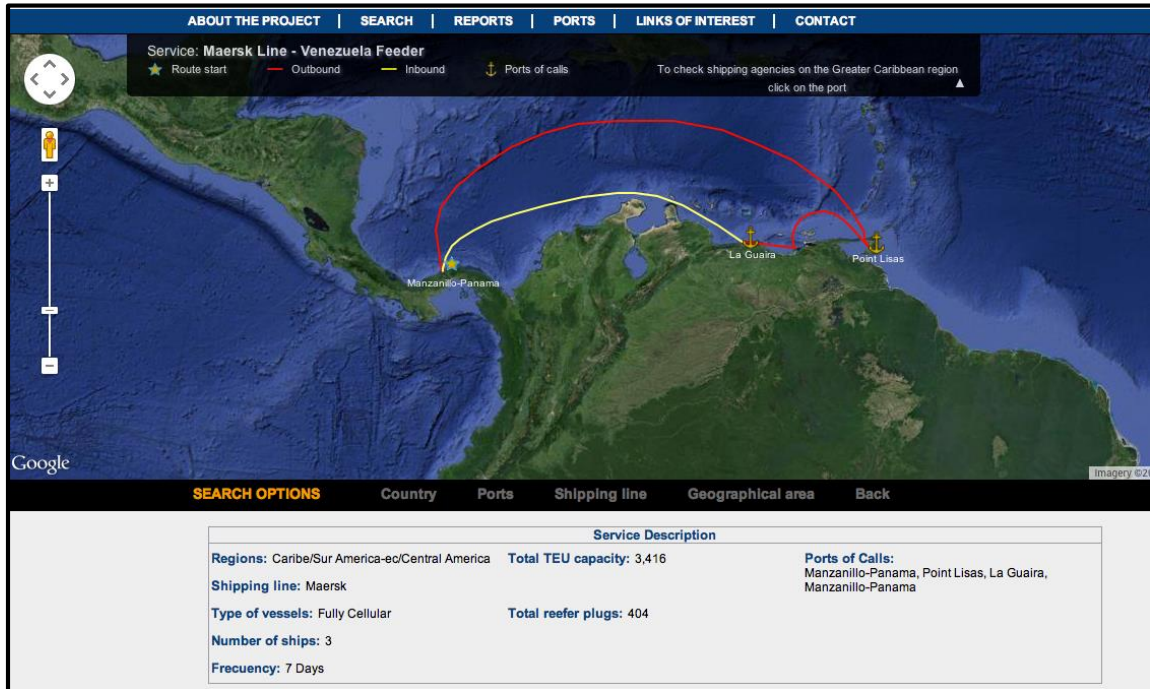 ABOUT THE PROJECT | SEARCH | REPORTS | PORTS | LINKS OF INTEREST | CONTACT
Service: Maersk Line - Venezuela Feeder
Route start Outbound Inbound Ports of calls To check shipping agencies on the Greater Caribbean region
click on the port
La Guaira
Point Lisas
Manzanillo-Panama
Google
Imagery
SEARCH OPTIONS Country Ports Shipping line Geographical area Back
Service Description
Regions: Caribe/Sur America-ec/Central America Total TEU capacity: 3,416 Ports of Calls:
Manzanillo-Panama, Point Lisas, La Guaira,
Shipping line: Maersk Manzanillo-Panama
Type of vessels: Fully Cellular Total reefer plugs: 404
Number of ships: 3
Frecuency: 7 Days